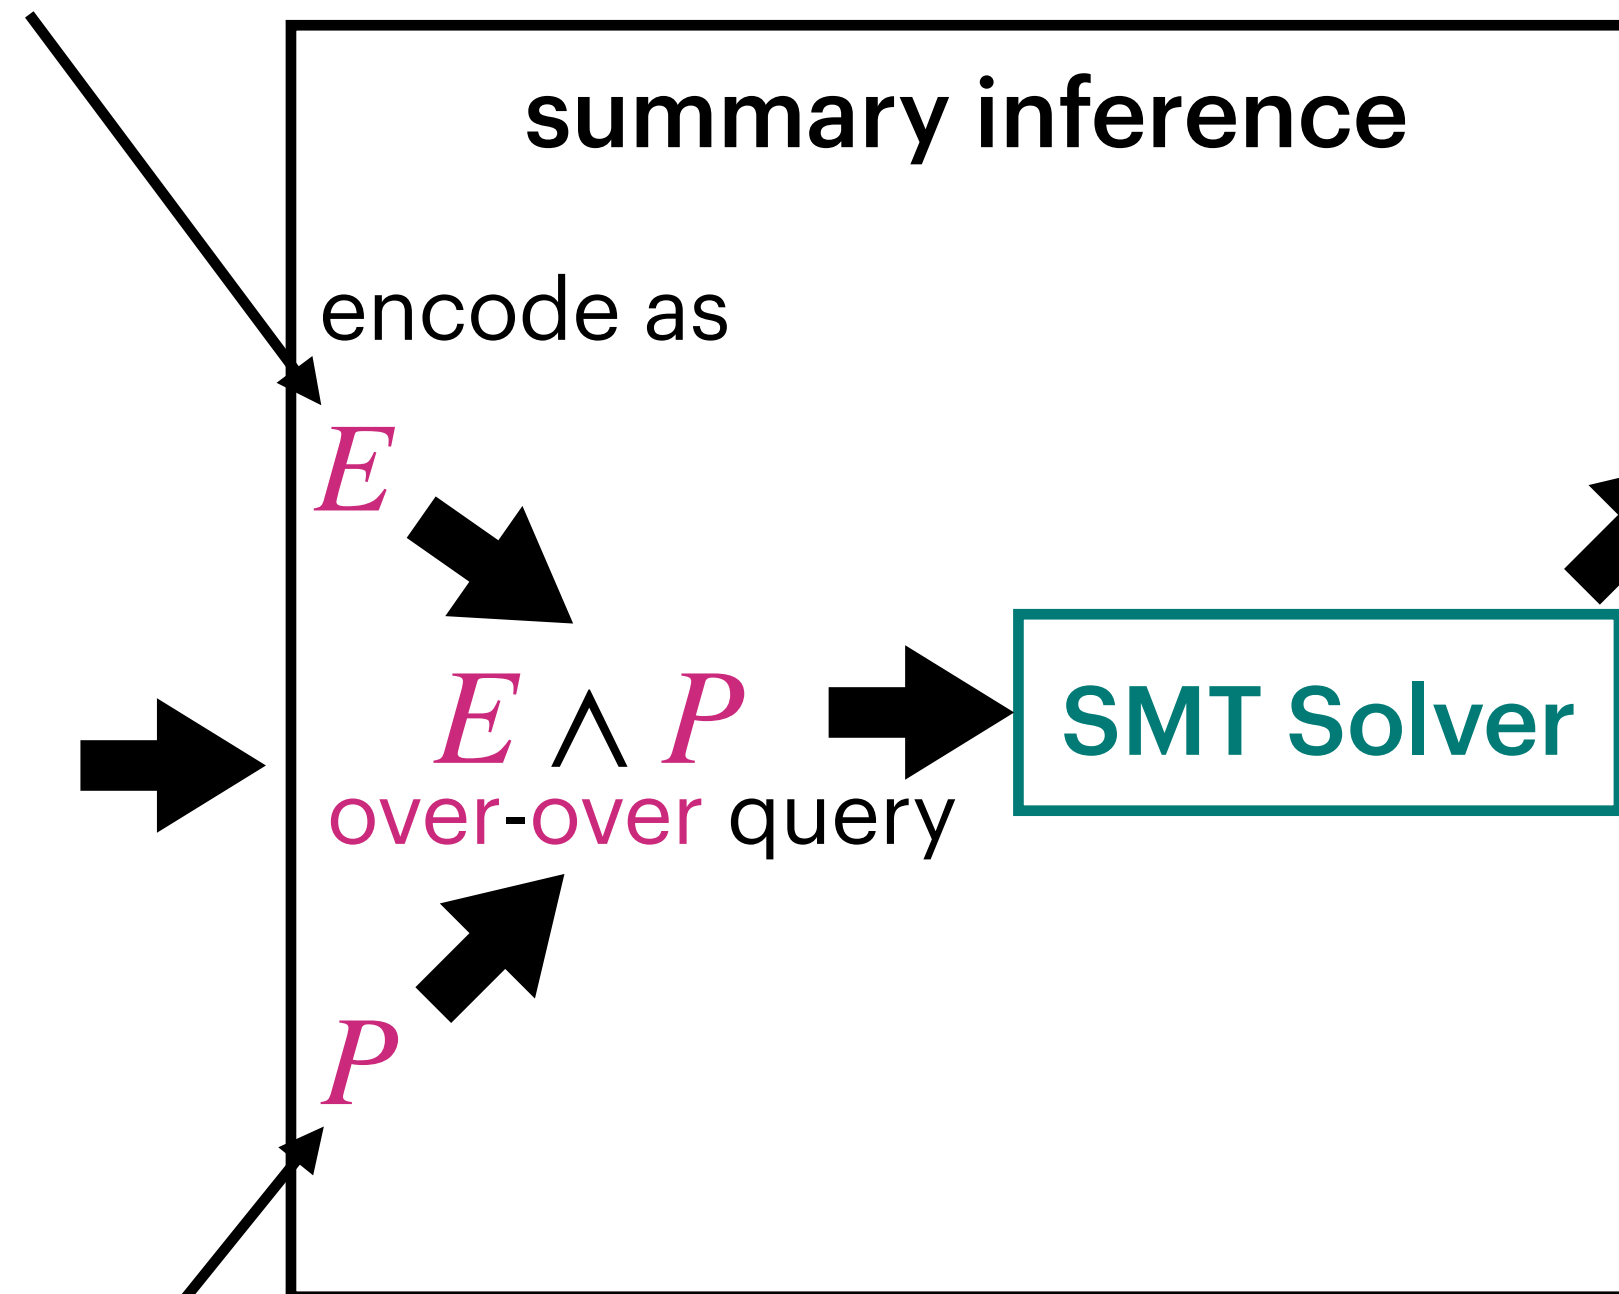 summary inference
encode as
E
E ∧ P
over-over query
SMT Solver
P